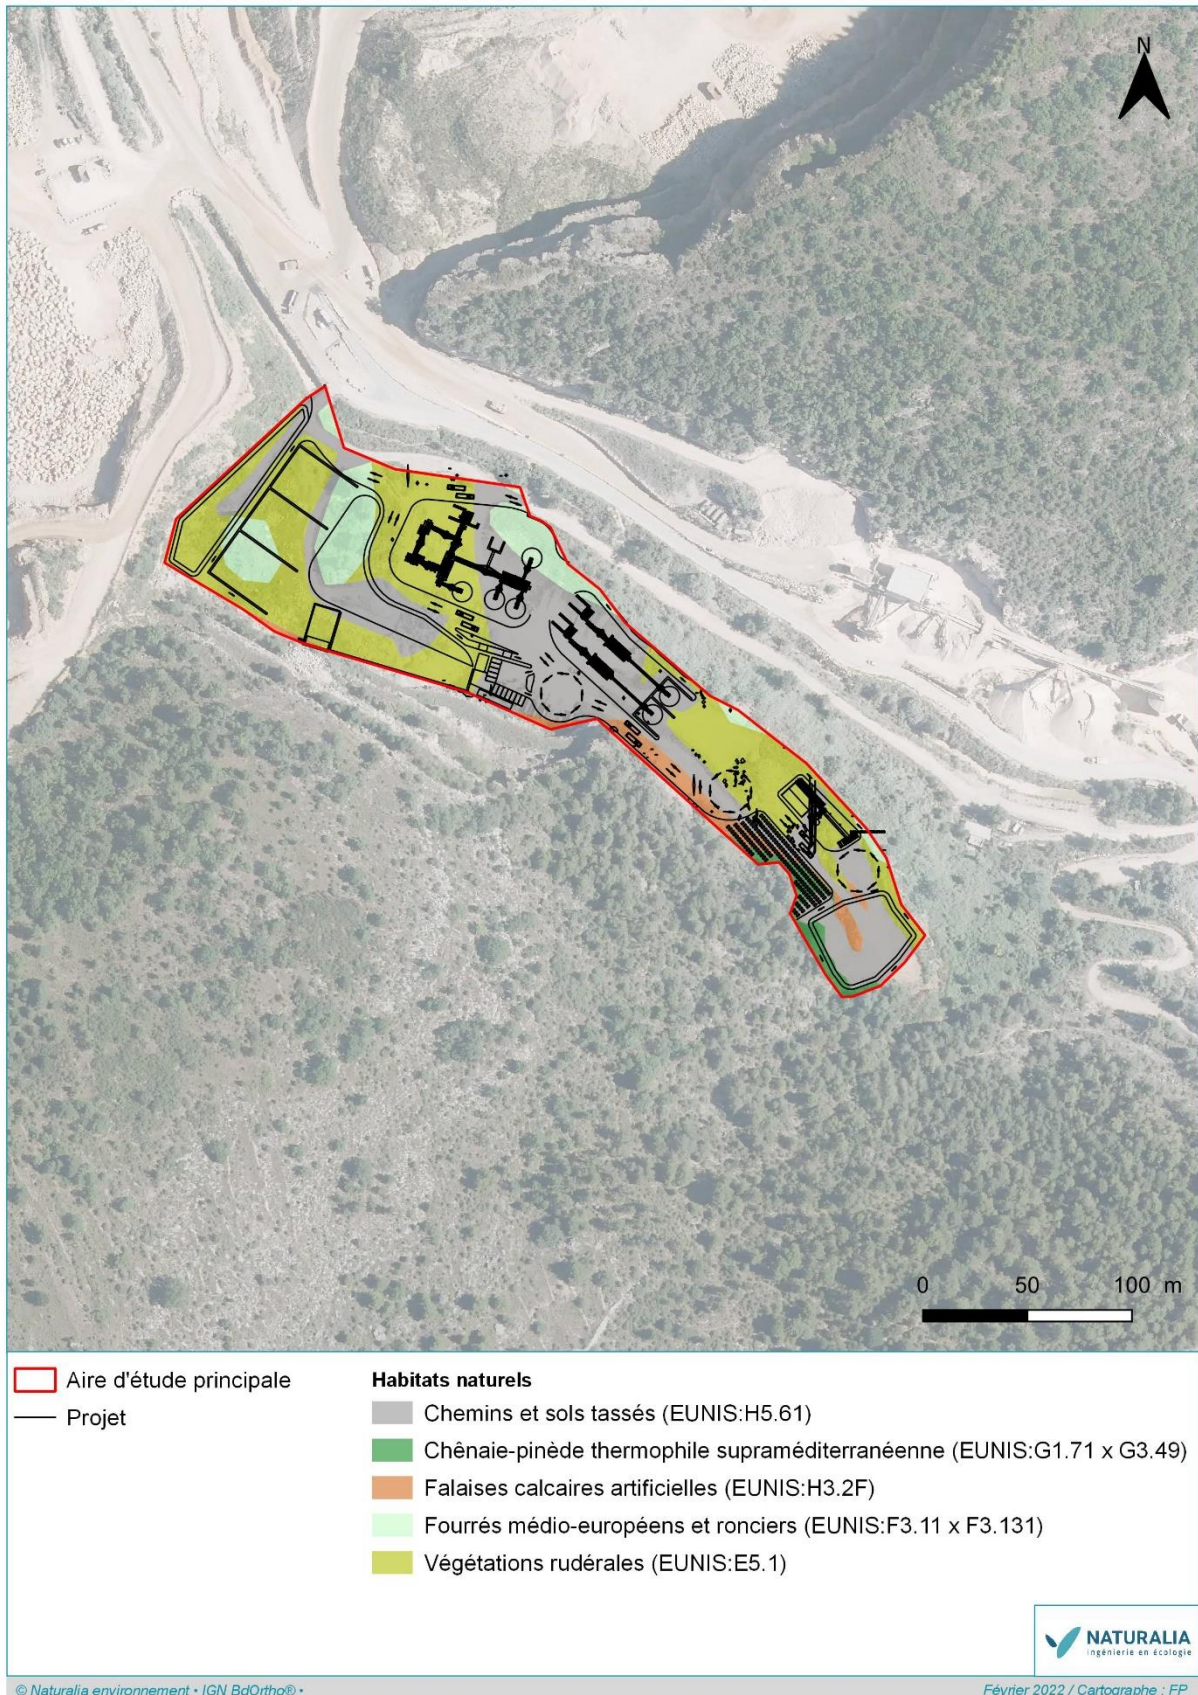 N
0 50 100 m
Aire d'étude principale
Projet
Habitats naturels
Chemins et sols tassés (EUNIS:H5.61)
Chênaie-pinède thermophile supraméditerranéenne (EUNIS:G1.71 x G3.49)
Falaises calcaires artificielles (EUNIS:H3.2F)
Fourrés médio-européens et ronciers (EUNIS:F3.11 x F3.131)
Végétations rudérales (EUNIS:E5.1)
NATURALIA
ingénierie en écologie
© Naturalia environnement • IGN BdOrtho® •
Février 2022 / Cartographe : FP